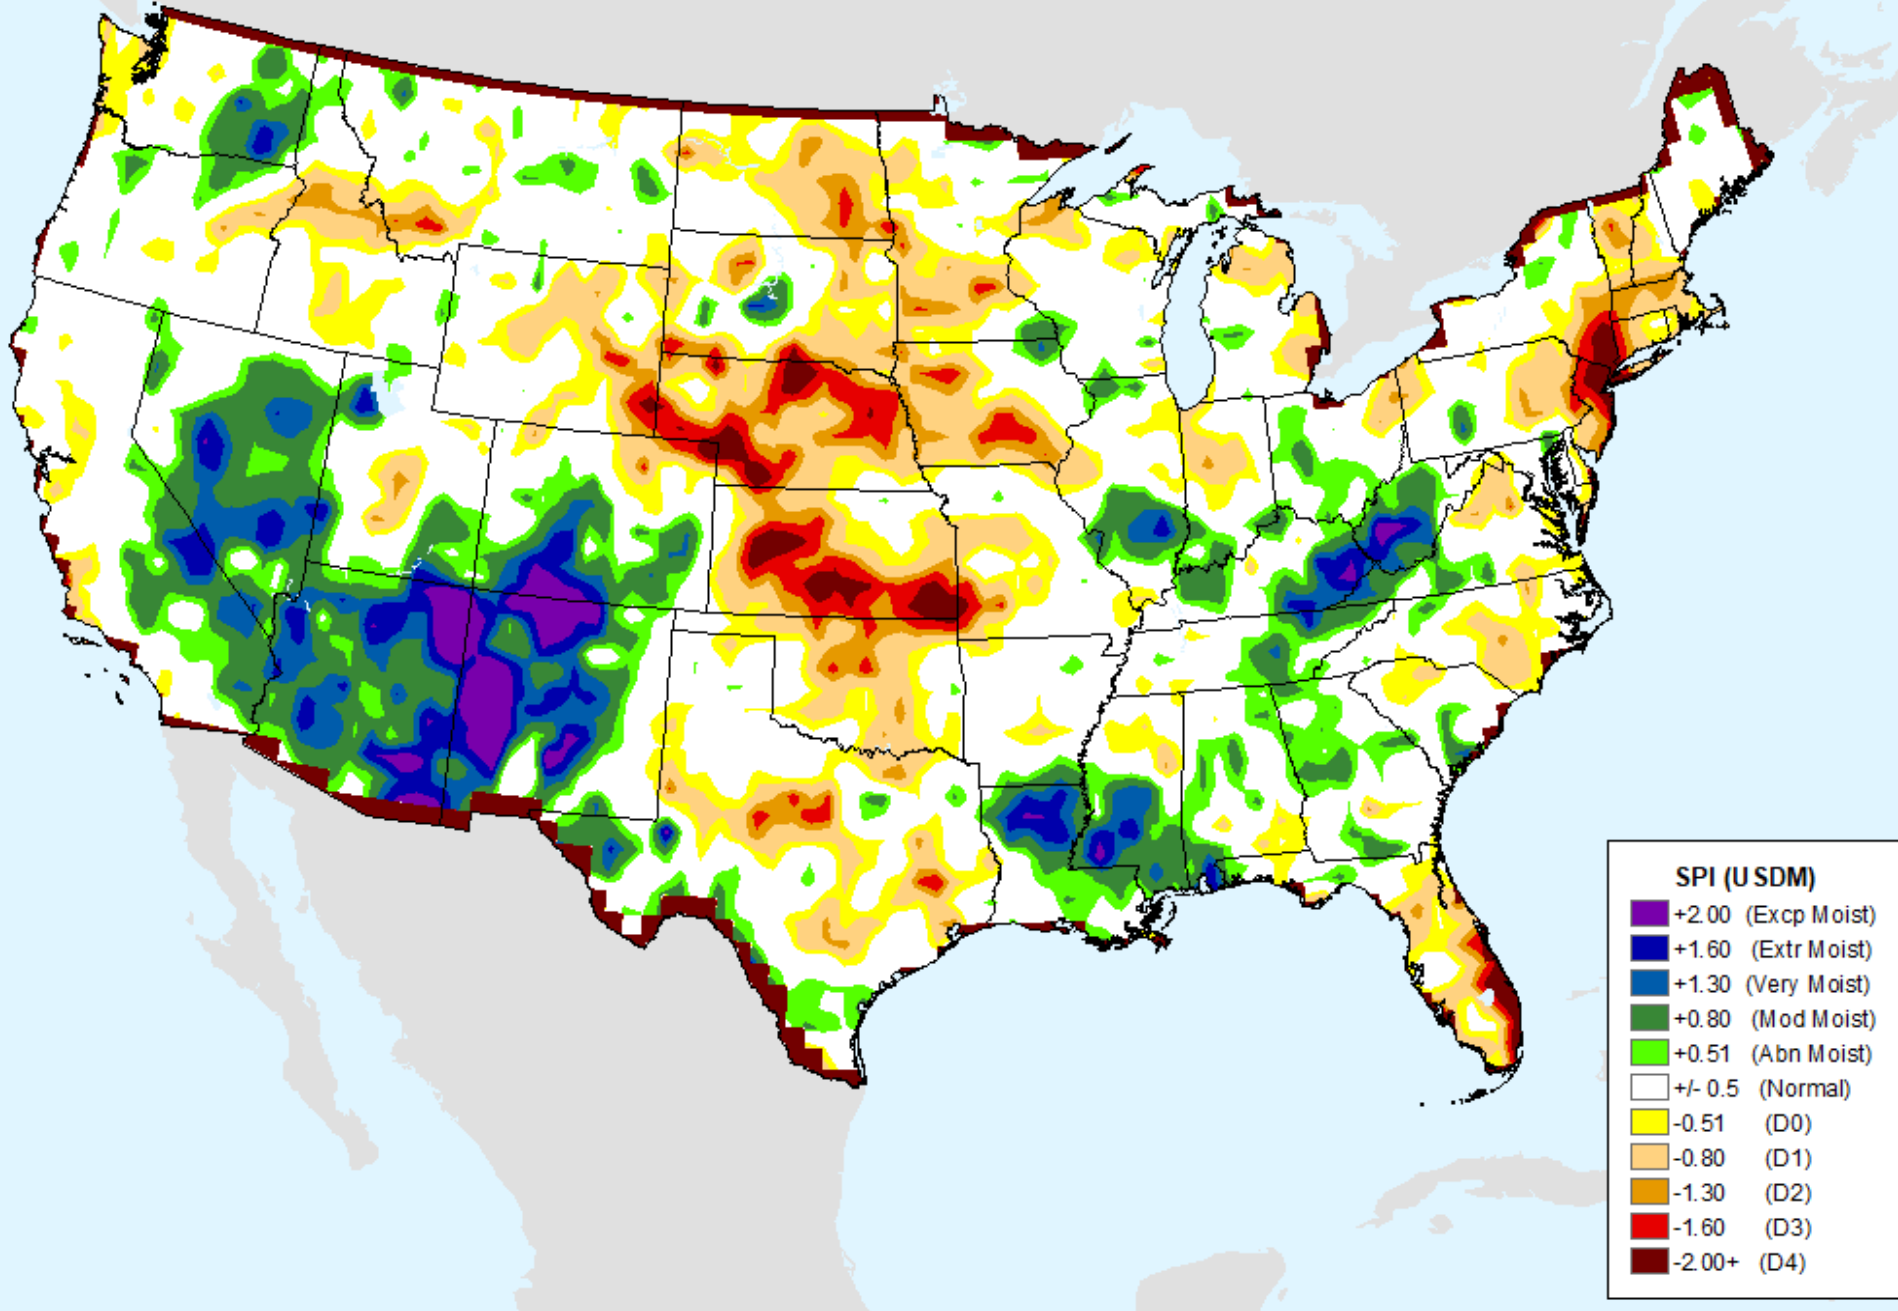 SPI (USDM)
+2.00 (Excp Moist)
+1.60 (Extr Moist)
+1.30 (Very Moist)
+0.80 (Mod Moist)
+0.51 (Abn Moist)
+/- 0.5 (Normal)
-0.51 (D0)
-0.80 (D1)
-1.30 (D2)
-1.60 (D3)
-2.00+ (D4)